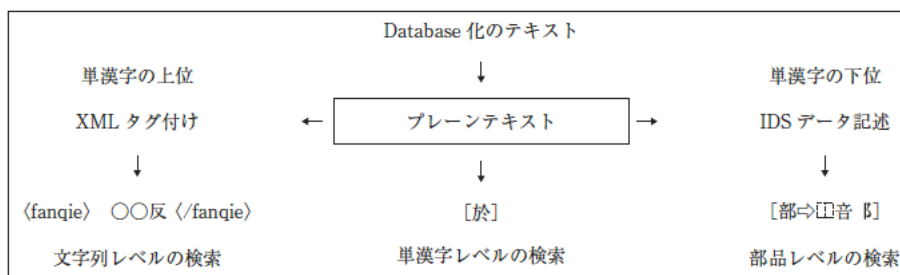 Database 化のテキスト
↓
単漢字の上位
XML タグ付け
↓
〈fanqie〉 〇〇反〈/fanqie〉
文字列レベルの検索
← プレーンテキスト →
↓
[於]
単漢字レベルの検索
単漢字の下位
IDS データ記述
↓
[部⇨⿰音⻏]
部品レベルの検索